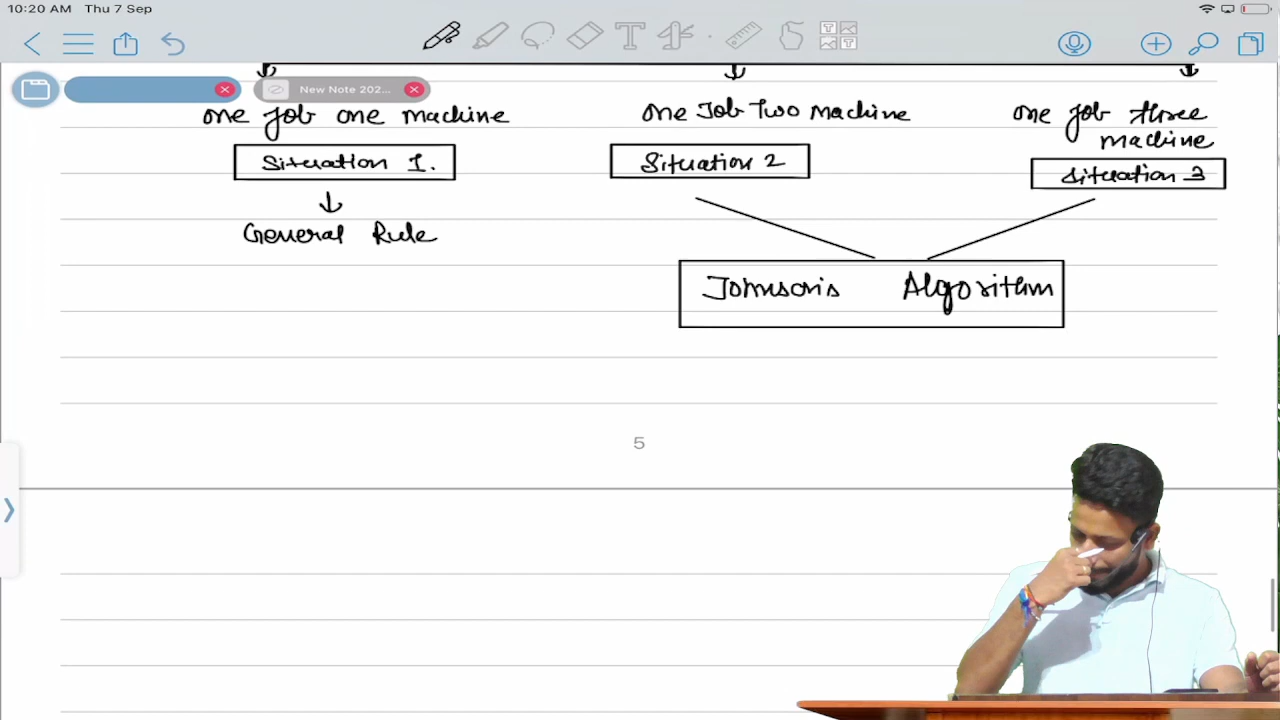 10:20 AM Thu 7 Sep
New Note 202...
one job one machine
one Job Two machine
one job three
machine
Situation 1.
Situation 2
Situation 3
General Rule
Johnson's Algorithm
5